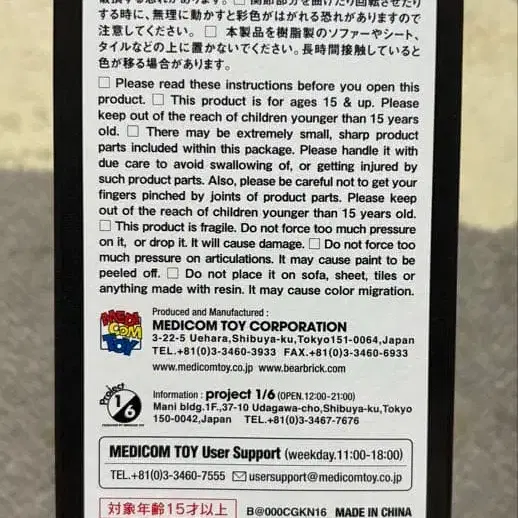 破損する恐れがあります。□ 関節部分を曲げたり回転させたり
する時に、無理に動かすと彩色がはがれる恐れがありますので
注意してください。 □ 本製品を樹脂製のソファーやシート、
タイルなどの上に置かないでください。長時間接触していると
色が移る場合があります。
□ Please read these instructions before you open this
product. □ This product is for ages 15 & up. Please
keep out of the reach of children younger than 15 years
old. □ There may be extremely small, sharp product
parts included within this package. Please handle it with
due care to avoid swallowing of, or getting injured by
such product parts. Also, please be careful not to get your
fingers pinched by joints of product parts. Please keep
out of the reach of children younger than 15 years old.
□ This product is fragile. Do not force too much pressure
on it, or drop it. It will cause damage. □ Do not force too
much pressure on articulations. It may cause paint to be
peeled off. □ Do not place it on sofa, sheet, tiles or
anything made with resin. It may cause color migration.
MEDI
COM
TOY
Produced and Manufactured :
MEDICOM TOY CORPORATION
3-22-5 Uehara,Shibuya-ku,Tokyo151-0064,Japan
TEL.+81(0)3-3460-3933 FAX.+81(0)3-3460-6933
www.medicomtoy.co.jp www.bearbrick.com
Project
1/6
Information : project 1/6 (OPEN.12:00-21:00)
Mani bldg.1F.,37-10 Udagawa-cho,Shibuya-ku,Tokyo
150-0042,Japan TEL.+81(0)3-3467-7676
MEDICOM TOY User Support (weekday.11:00-18:00)
TEL.+81(0)3-3460-7555 usersupport@medicomtoy.co.jp
対象年齢15才以上 B@000CGKN16 MADE IN CHINA